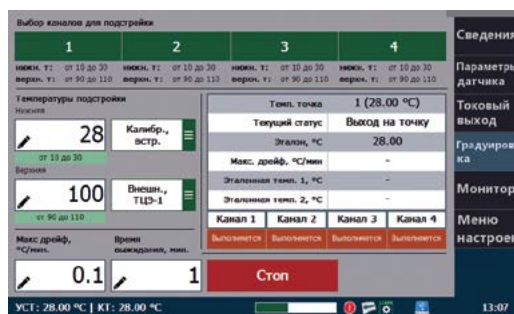 Выбор каналов для подстройки
1 2 3 4
нижн. т: от 10 до 30 нижн. т: от 10 до 30 нижн. т: от 10 до 30 нижн. т: от 10 до 30
верхн. т: от 90 до 110 верхн. т: от 90 до 110 верхн. т: от 90 до 110 верхн. т: от 90 до 110
Температуры подстройки
Нижняя
28
Калибр., встр.
от 10 до 30
Верхняя
100
Внешн., ТЦЭ-1
от 90 до 110
Макс дрейф, °C/мин.
0.1
Время выжидания, мин.
1
Темп. точка 1 (28.00 °C)
Текущий статус Выход на точку
Эталон, °C 28.00
Макс. дрейф, °C/мин -
Эталонная темп. 1, °C -
Эталонная темп. 2, °C -
Канал 1 Канал 2 Канал 3 Канал 4
Выполняется Выполняется Выполняется Выполняется
Стоп
Сведения
Параметры датчика
Токовый выход
Градуиров
ка
Монитор
Меню
настроек
УСТ: 28.00 °C | КТ: 28.00 °C
13:07